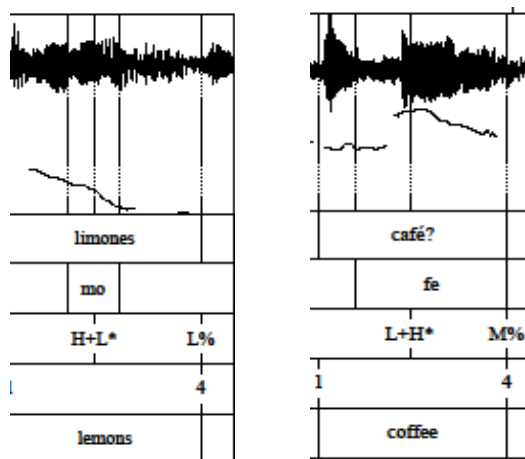 limones
mo
H+L* L%
4
lemons
café?
fe
L+H* M%
1 4
coffee